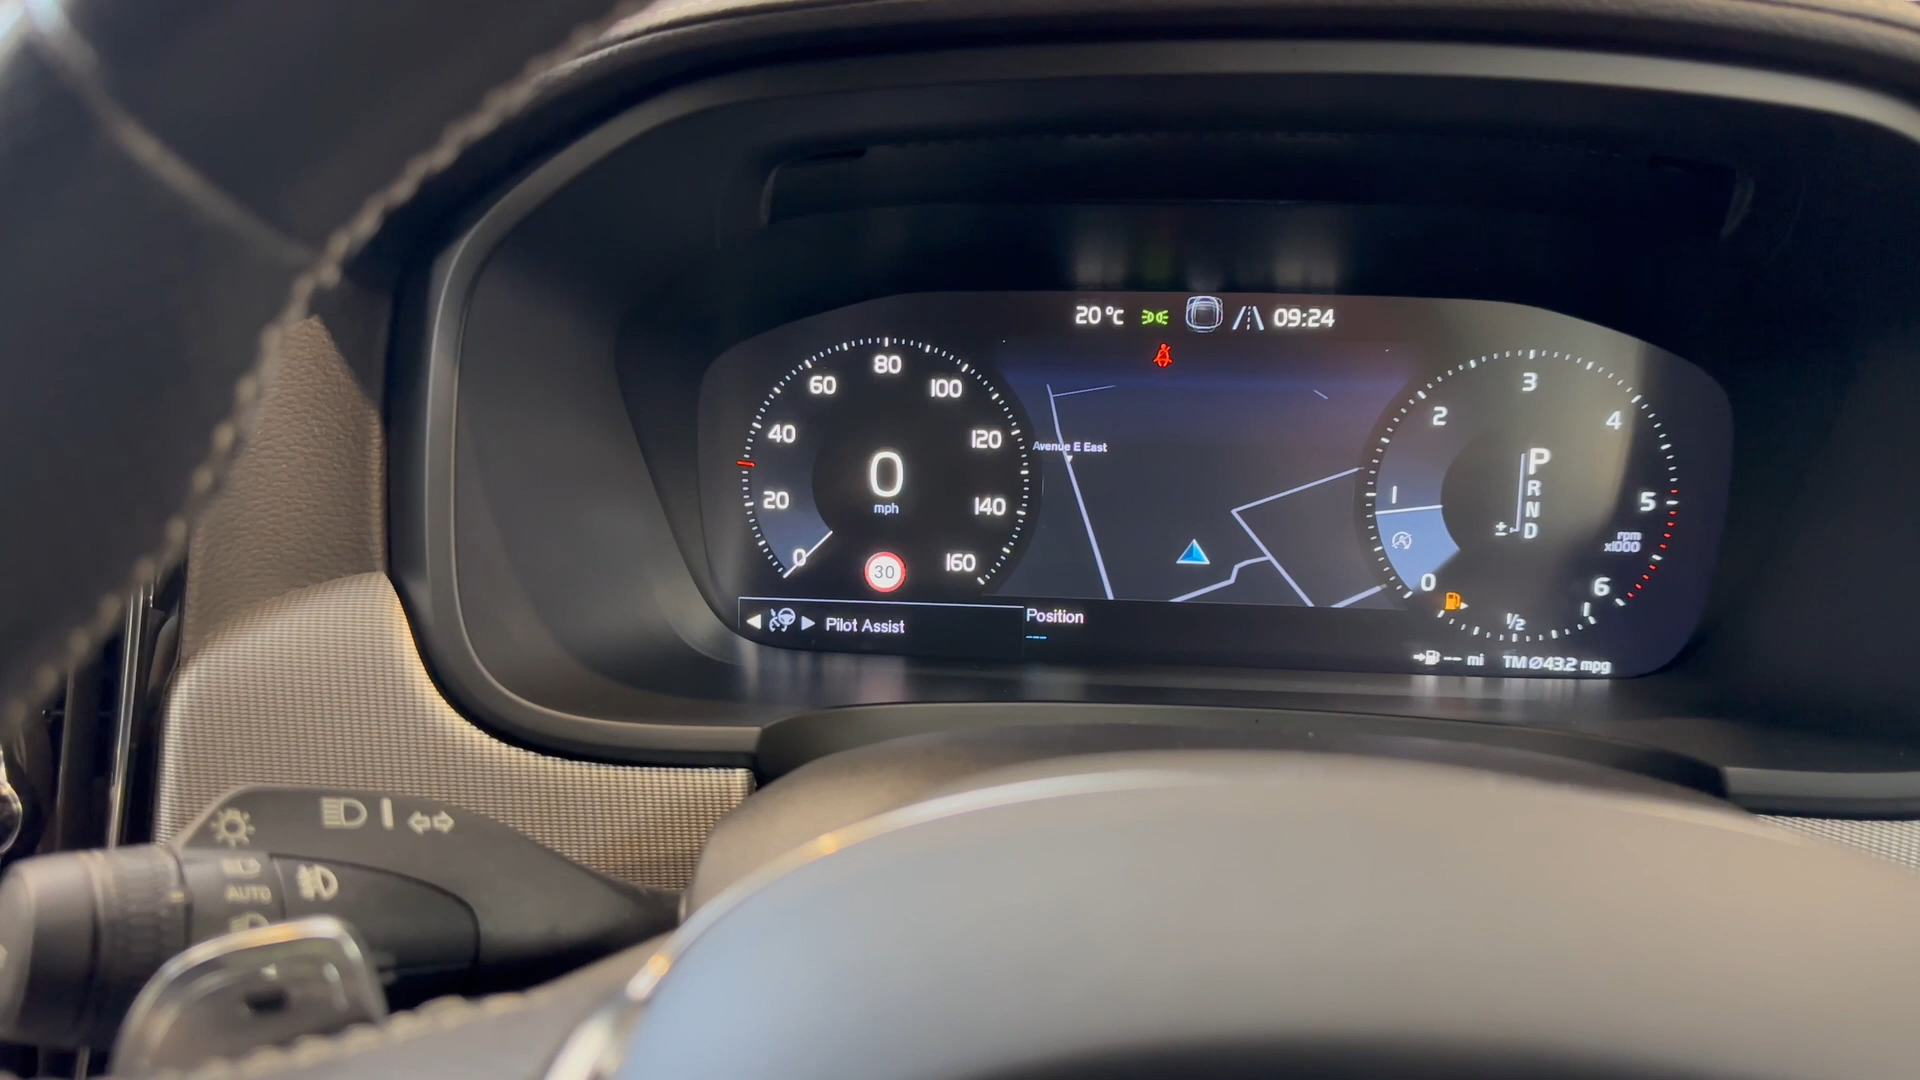 20 °C 09:24
80
60
100
40
120
20
140
0
160
0
mph
30
Avenue E East
Pilot Assist
Position
---
3
2
4
1
5
0
6
P
R
N
D
±
rpm
x1000
1/2
1
-- mi
TM Ø43.2 mpg
AUTO